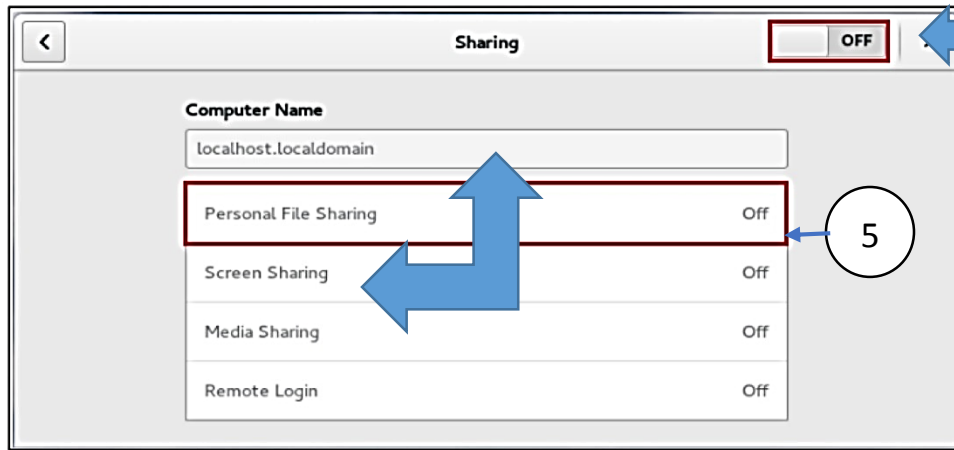 Sharing OFF
Computer Name
localhost.localdomain
Personal File Sharing Off
5
Screen Sharing Off
Media Sharing Off
Remote Login Off